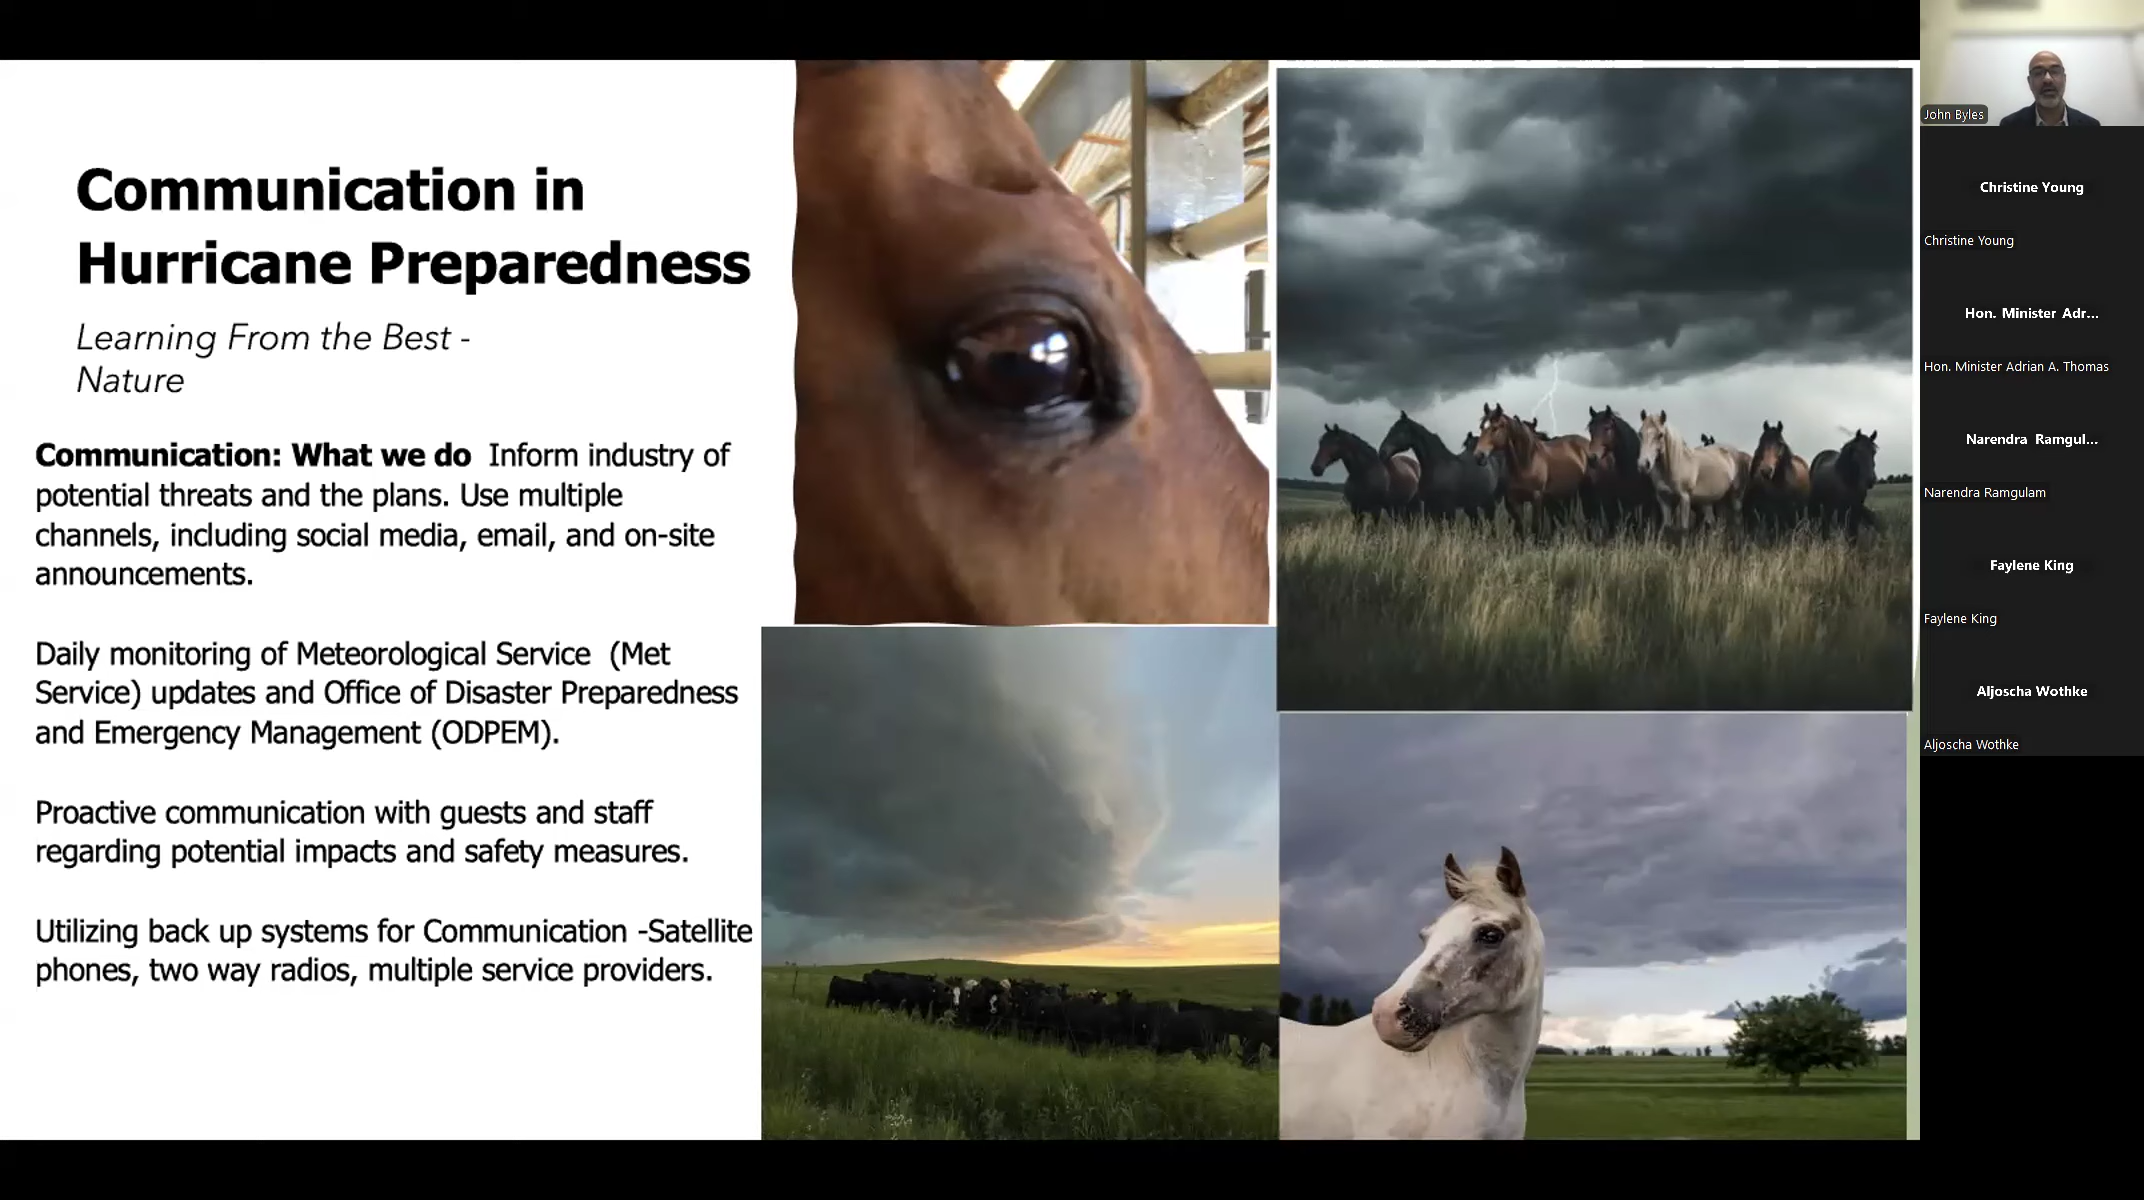 Communication in
Hurricane Preparedness
Learning From the Best -
Nature
Communication: What we do  Inform industry of
potential threats and the plans. Use multiple
channels, including social media, email, and on-site
announcements.
Daily monitoring of Meteorological Service  (Met
Service) updates and Office of Disaster Preparedness
and Emergency Management (ODPEM).
Proactive communication with guests and staff
regarding potential impacts and safety measures.
Utilizing back up systems for Communication -Satellite
phones, two way radios, multiple service providers.
John Byles
Christine Young
Christine Young
Hon. Minister Adr...
Hon. Minister Adrian A. Thomas
Narendra Ramgul...
Narendra Ramgulam
Faylene King
Faylene King
Aljoscha Wothke
Aljoscha Wothke